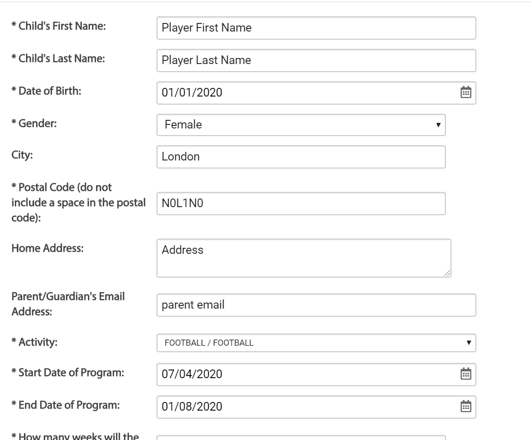 * Child's First Name: Player First Name
* Child's Last Name: Player Last Name
* Date of Birth: 01/01/2020
* Gender: Female
City: London
* Postal Code (do not
include a space in the postal
code): N0L1N0
Home Address: Address
Parent/Guardian's Email
Address: parent email
* Activity: FOOTBALL / FOOTBALL
* Start Date of Program: 07/04/2020
* End Date of Program: 01/08/2020
* How many weeks will the